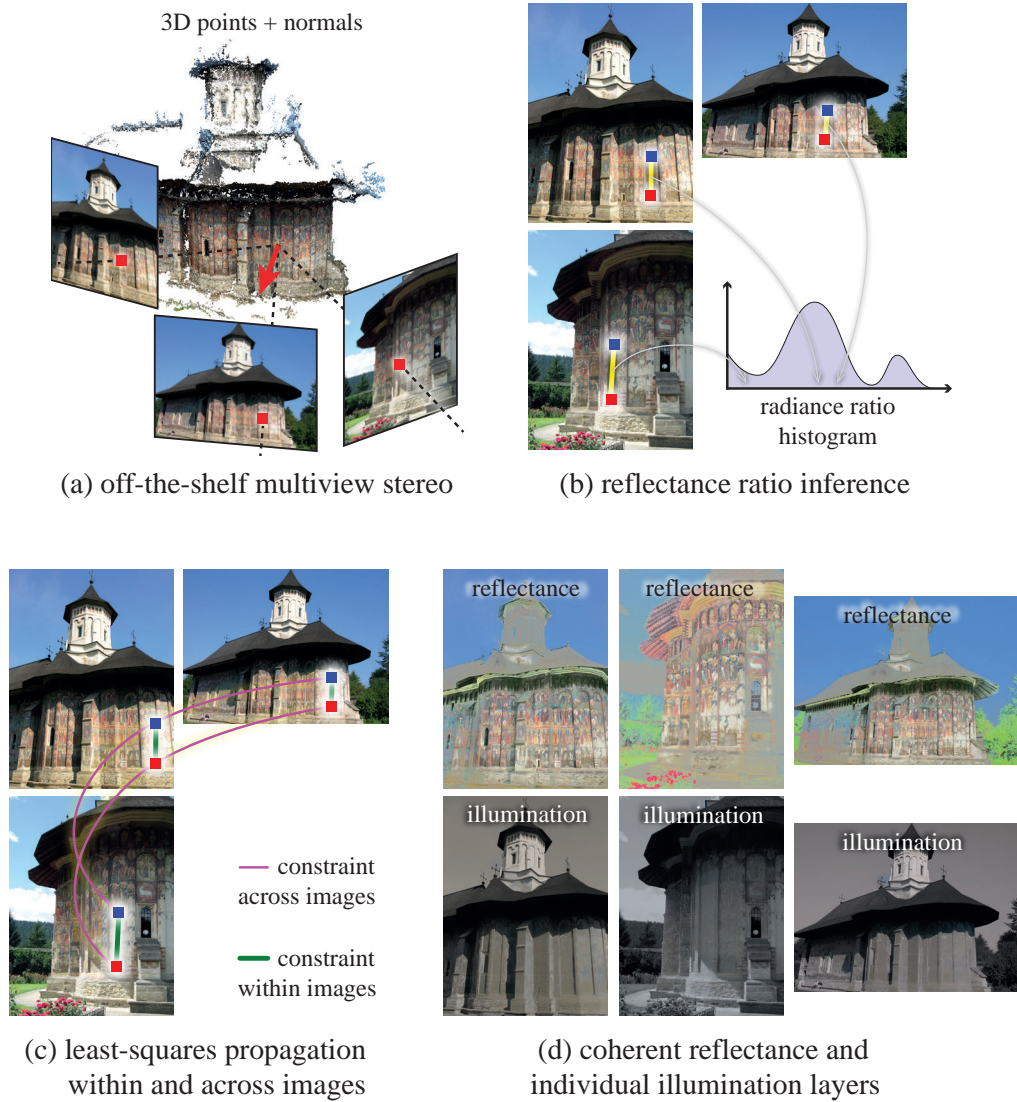 3D points + normals
radiance ratio
histogram
(a) off-the-shelf multiview stereo
(b) reflectance ratio inference
constraint
across images
constraint
within images
(c) least-squares propagation
within and across images
reflectance
reflectance
reflectance
illumination
illumination
illumination
(d) coherent reflectance and
individual illumination layers